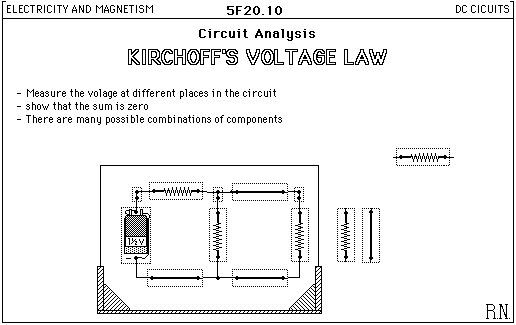 ELECTRICITY AND MAGNETISM
5F20.10
DC CICUITS
Circuit Analysis
KIRCHOFF'S VOLTAGE LAW
- Measure the volage at different places in the circuit
- show that the sum is zero
- There are many possible combinations of components
1½ V
R.N.